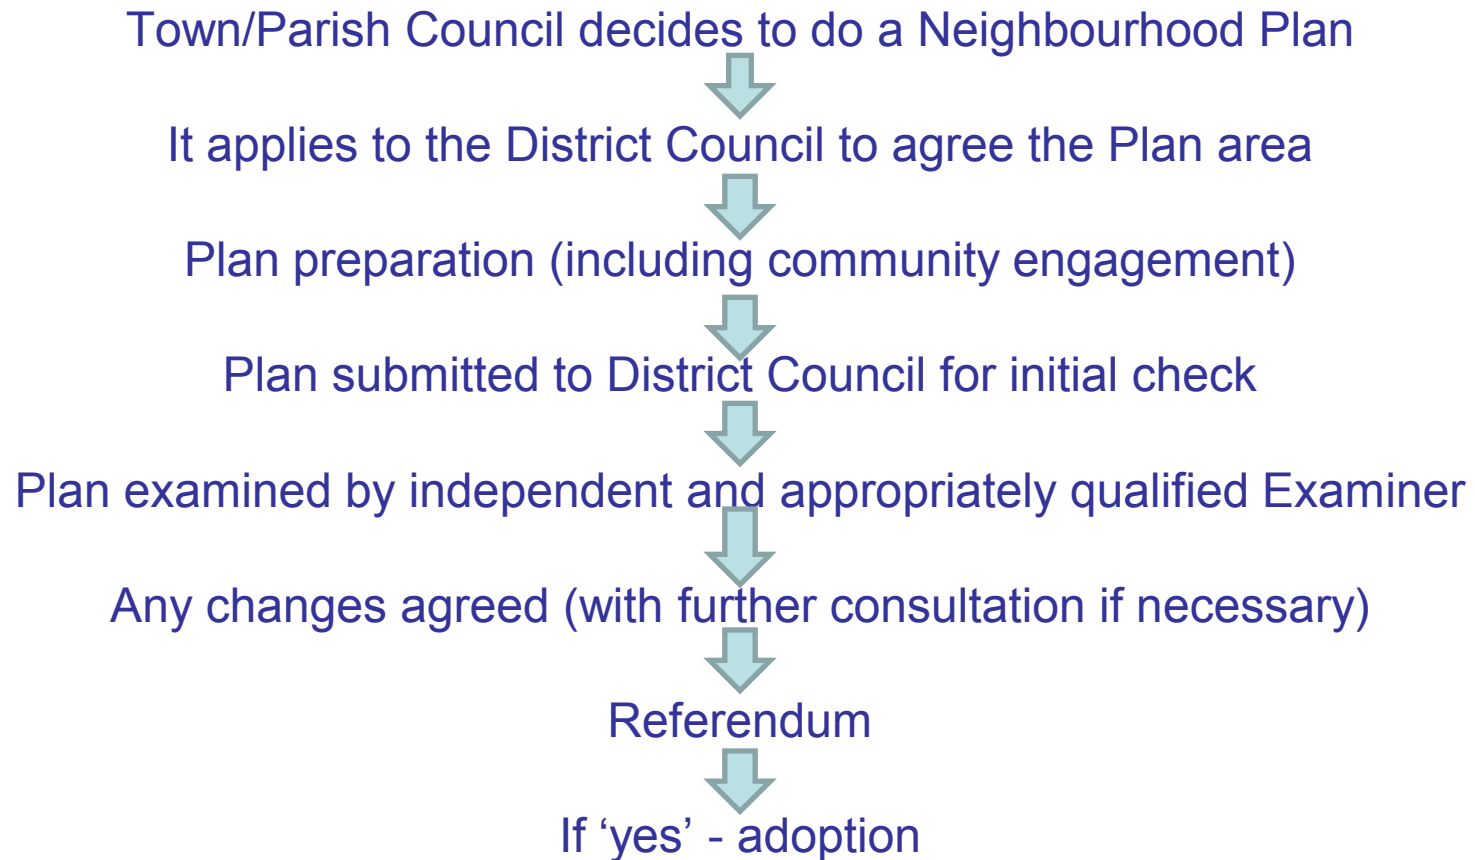 Town/Parish Council decides to do a Neighbourhood Plan
It applies to the District Council to agree the Plan area
Plan preparation (including community engagement)
Plan submitted to District Council for initial check
Plan examined by independent and appropriately qualified Examiner
Any changes agreed (with further consultation if necessary)
Referendum
If ‘yes’ - adoption